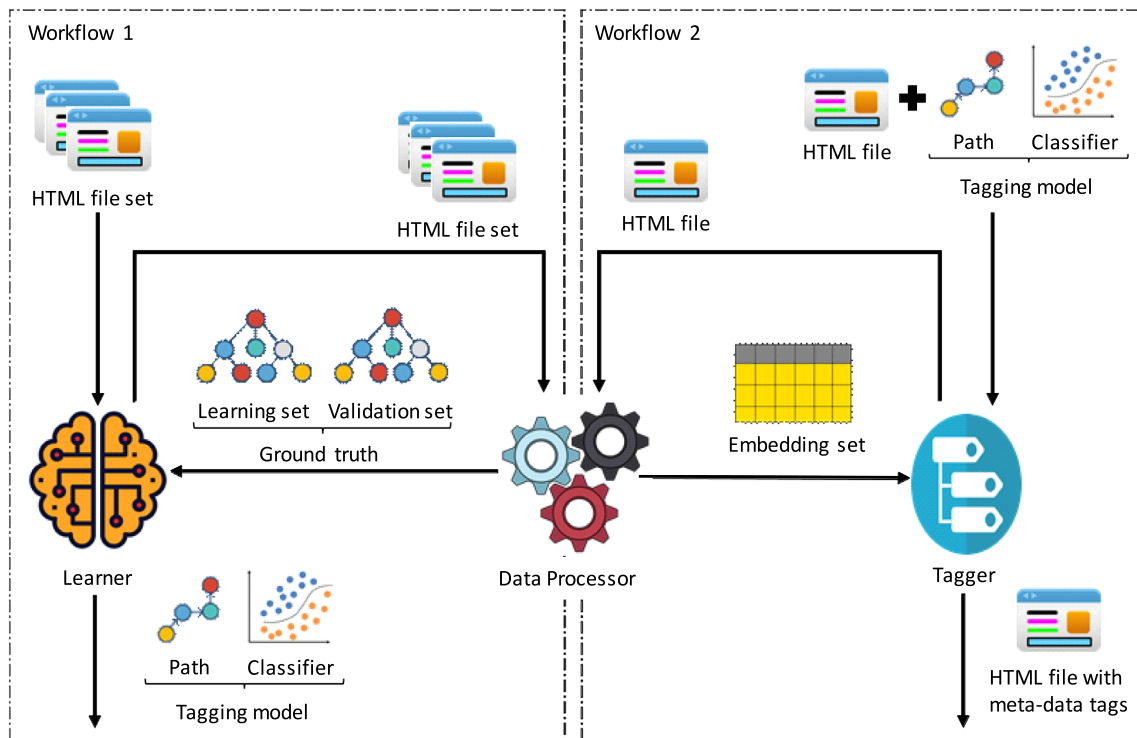 Workflow 1
HTML file set
HTML file set
Learning set
Validation set
Ground truth
Learner
Path
Classifier
Tagging model
Data Processor
Workflow 2
HTML file
Path
Classifier
Tagging model
HTML file
Embedding set
Tagger
HTML file with
meta-data tags